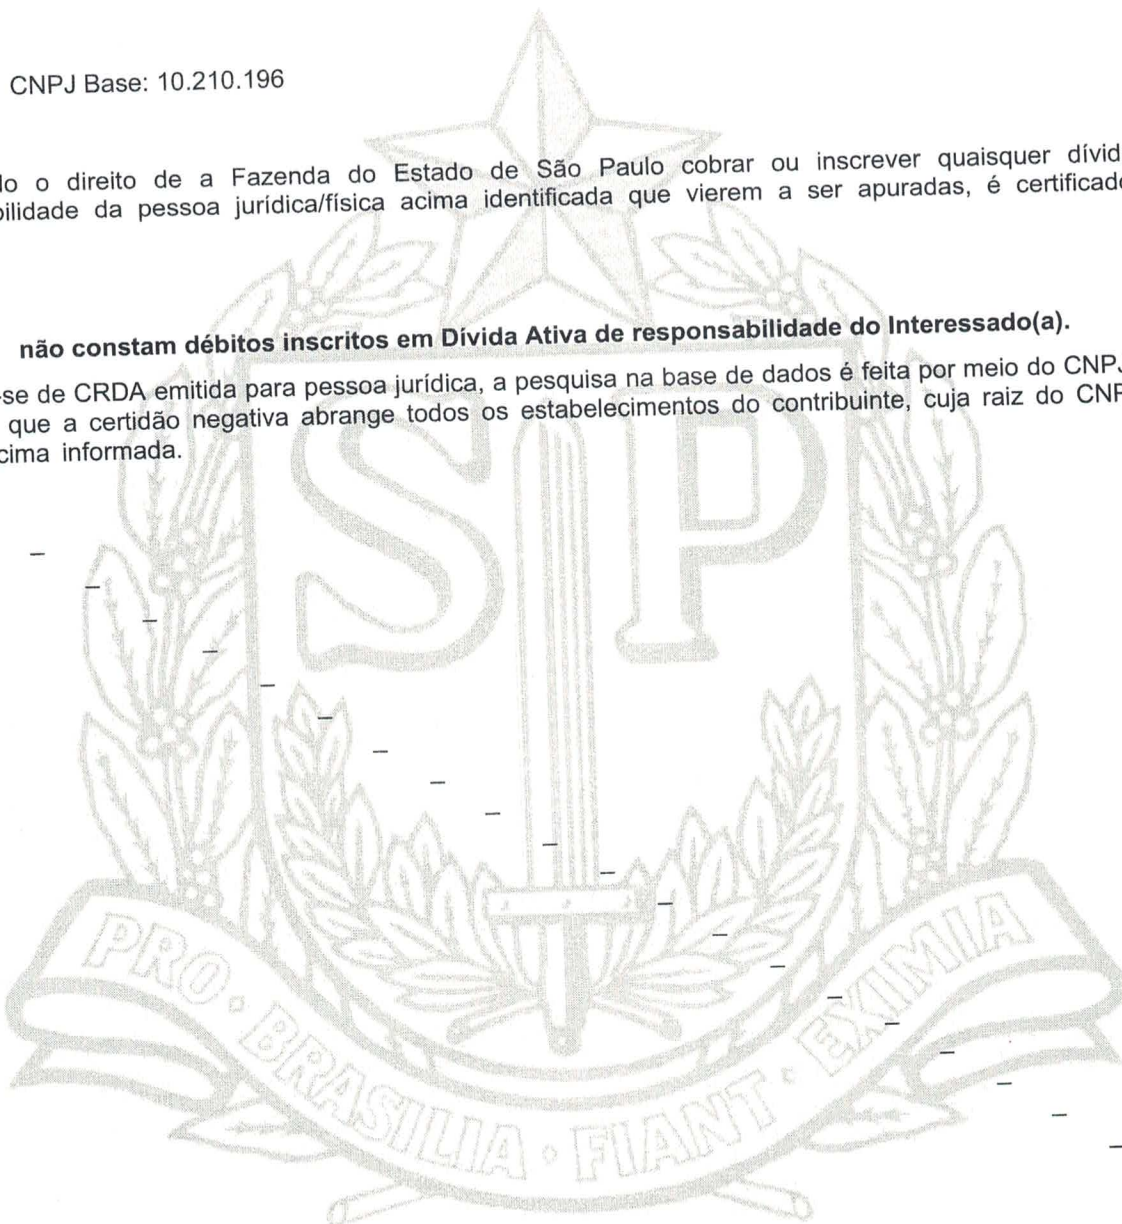 CNPJ Base: 10.210.196
do o direito de a Fazenda do Estado de São Paulo cobrar ou inscrever quaisquer dívid
bilidade da pessoa jurídica/física acima identificada que vierem a ser apuradas, é certificad
não constam débitos inscritos em Dívida Ativa de responsabilidade do Interessado(a).
-se de CRDA emitida para pessoa jurídica, a pesquisa na base de dados é feita por meio do CNPJ
que a certidão negativa abrange todos os estabelecimentos do contribuinte, cuja raiz do CNP
cima informada.
SP
PRO • BRASILIA • FIANT • EXIMIA